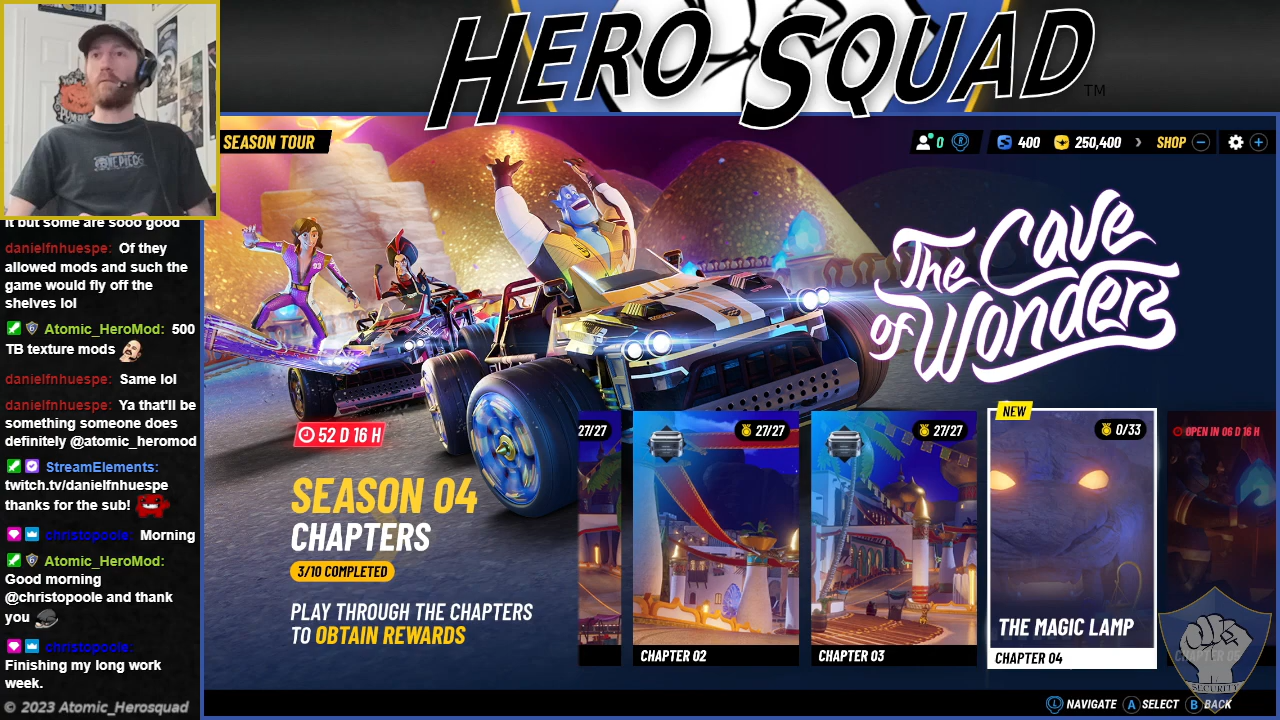 HERO SQUAD
TM
SEASON TOUR
0
R
400
250,400
SHOP
ONE PIECE
it but some are sooo good
danielfnhuespe: Of they
allowed mods and such the
game would fly off the
shelves lol
Atomic_HeroMod: 500
TB texture mods
danielfnhuespe: Same lol
danielfnhuespe: Ya that'll be
something someone does
definitely @atomic_heromod
StreamElements:
twitch.tv/danielfnhuespe
thanks for the sub!
christopoole: Morning
Atomic_HeroMod:
Good morning
@christopoole and thank
you
christopoole:
Finishing my long work
week.
© 2023 Atomic_Herosquad
The Cave
of Wonders
93
52 D 16 H
SEASON 04
CHAPTERS
3/10 COMPLETED
PLAY THROUGH THE CHAPTERS
TO OBTAIN REWARDS
27/27
27/27
CHAPTER 02
27/27
CHAPTER 03
NEW
0/33
THE MAGIC LAMP
CHAPTER 04
OPEN IN 06 D 16 H
CHAPTER 05
SECURITY
L NAVIGATE A SELECT B BACK